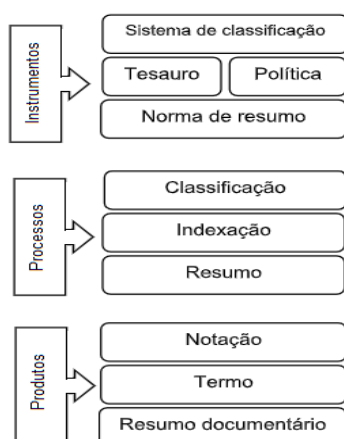 Instrumentos
Sistema de classificação
Tesauro
Política
Norma de resumo
Processos
Classificação
Indexação
Resumo
Produtos
Notação
Termo
Resumo documentário